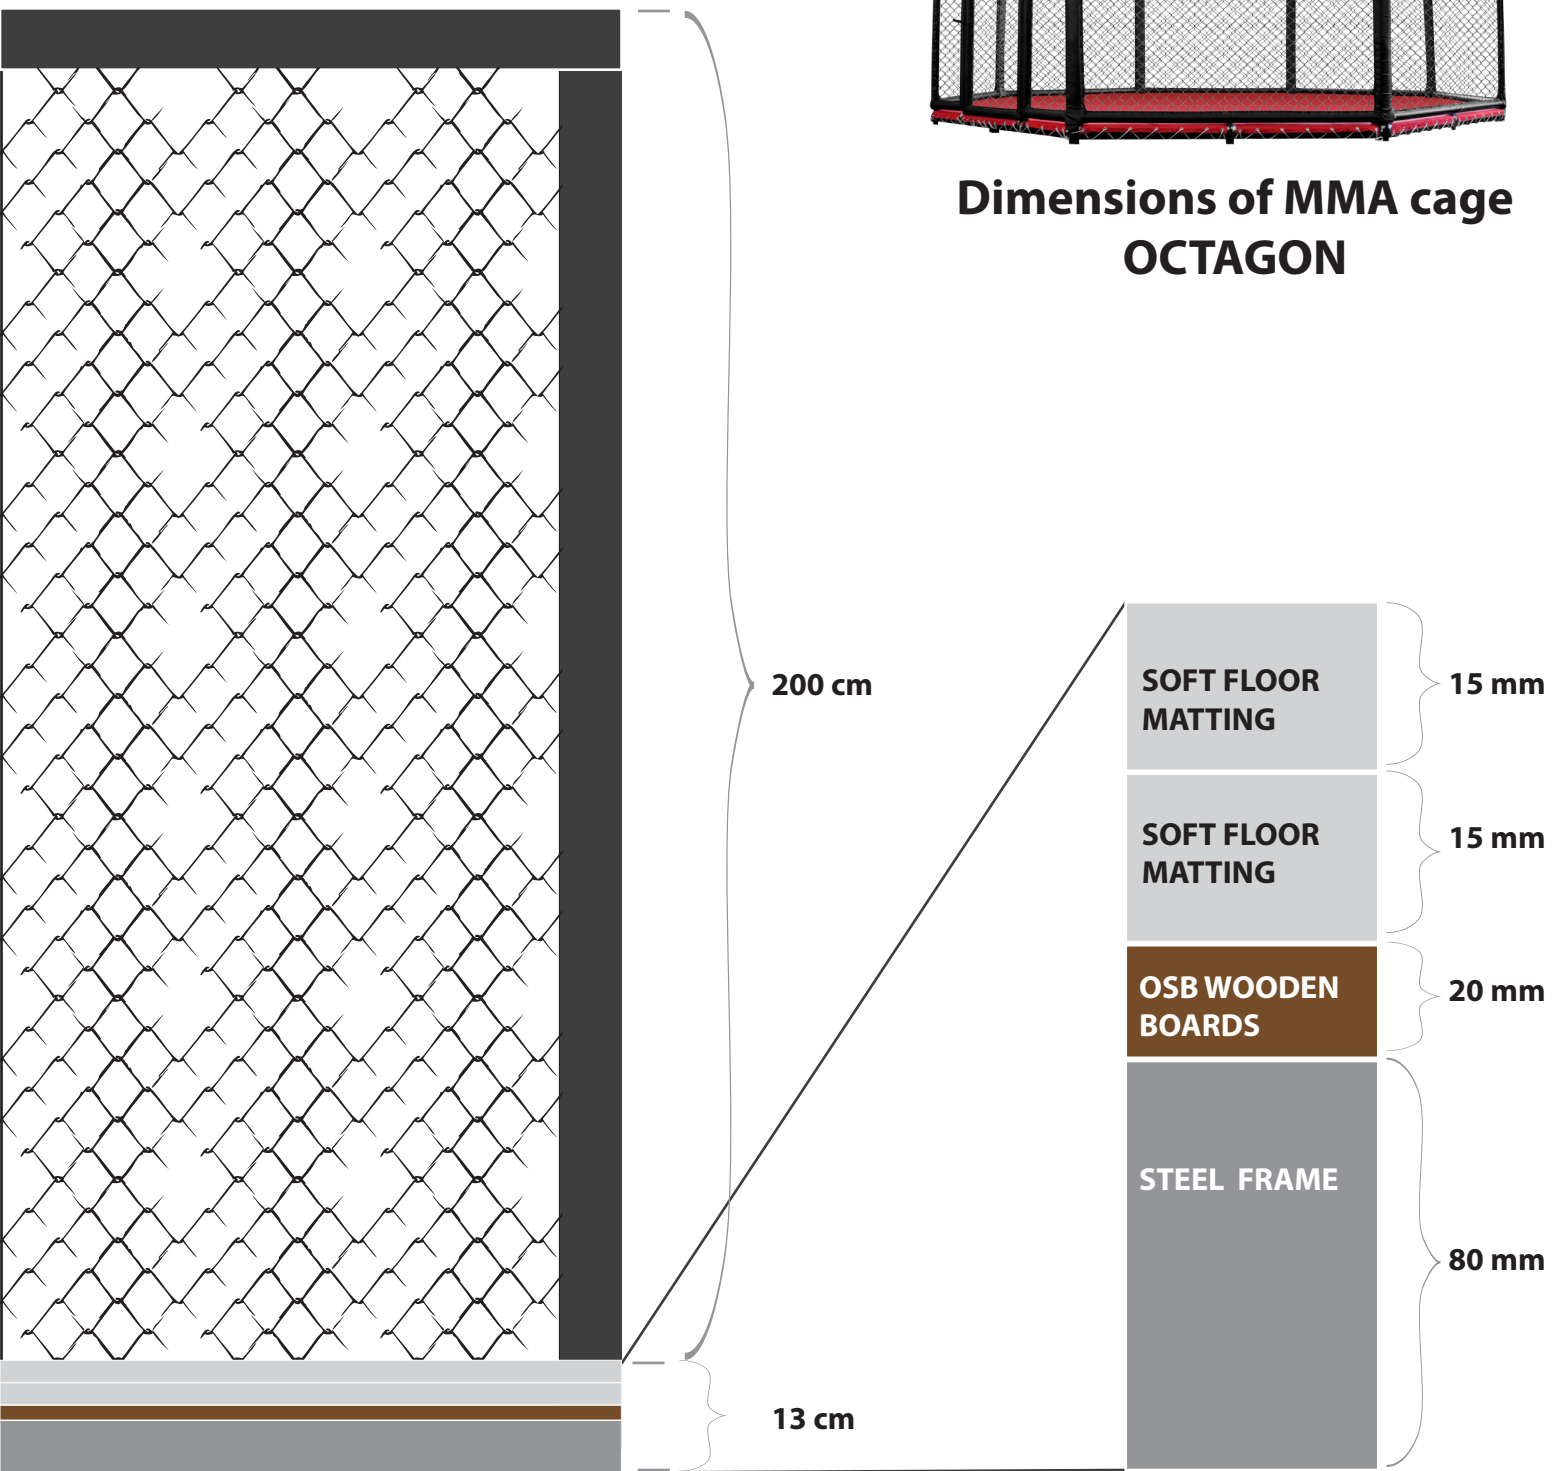 Dimensions of MMA cage
OCTAGON
200 cm
SOFT FLOOR
MATTING
15 mm
SOFT FLOOR
MATTING
15 mm
OSB WOODEN
BOARDS
20 mm
STEEL FRAME
80 mm
13 cm